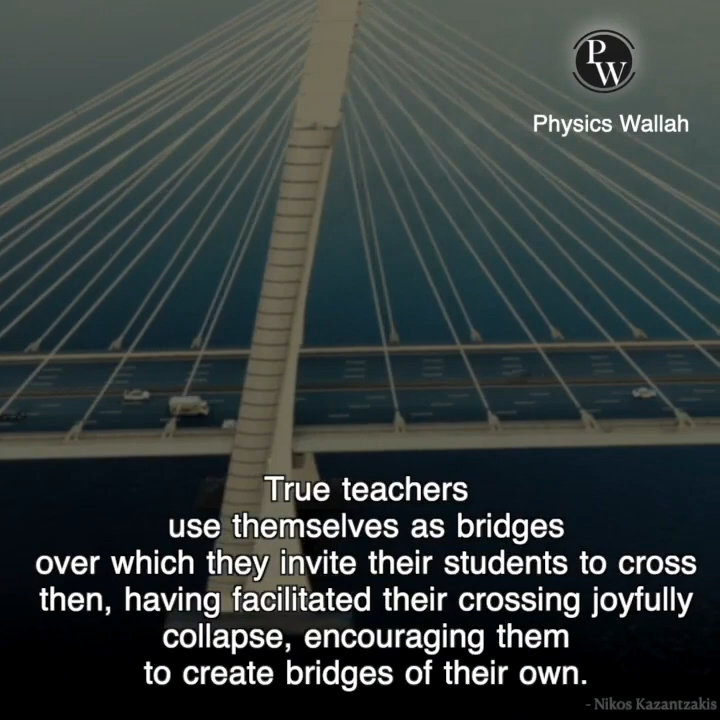 PW
Physics Wallah
True teachers
use themselves as bridges
over which they invite their students to cross
then, having facilitated their crossing joyfully
collapse, encouraging them
to create bridges of their own.
- Nikos Kazantzakis